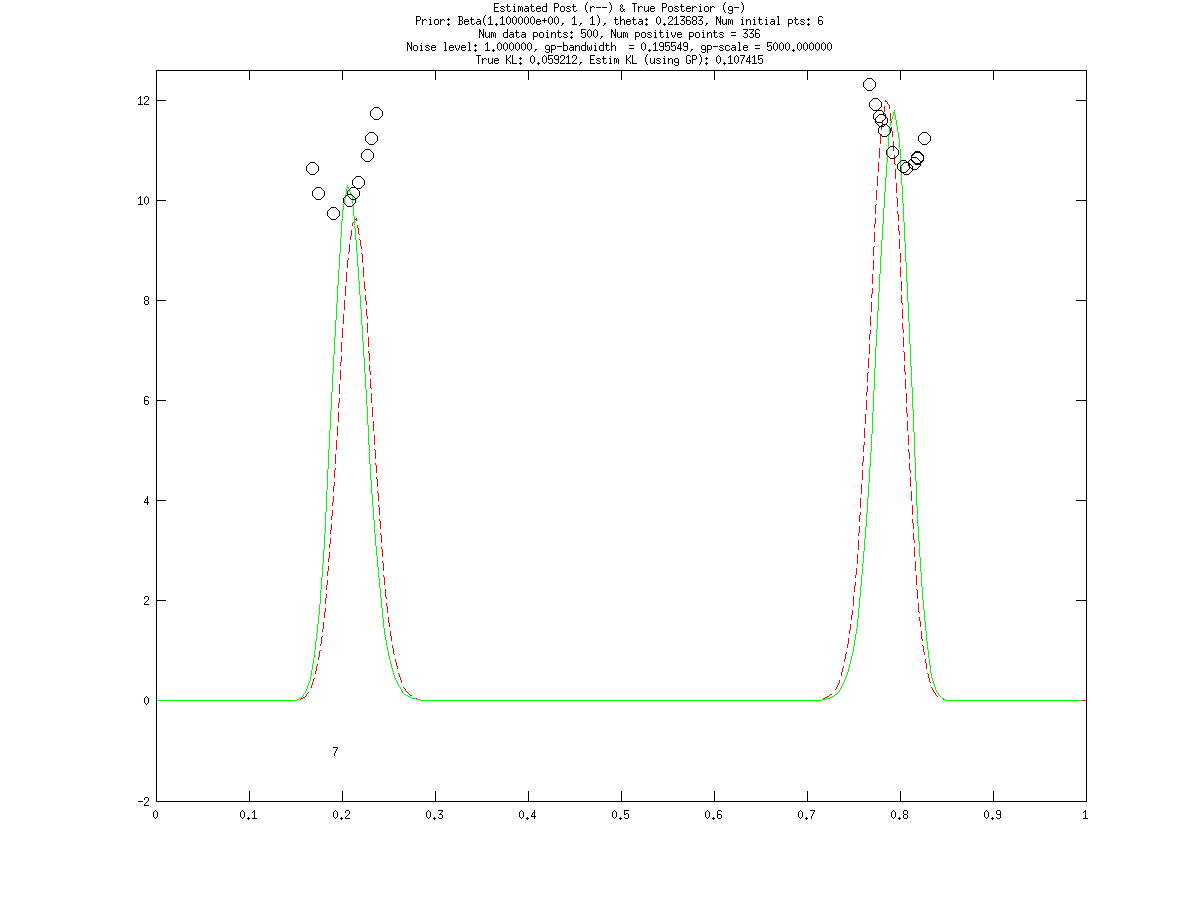 Estimated Post (r--) & True Posterior (g-)
Prior: Beta(1.100000e+00, 1, 1), theta: 0.213683, Num initial pts: 6
Num data points: 500, Num positive points = 336
Noise level: 1.000000, gp-bandwidth  = 0.195549, gp-scale = 5000.000000
True KL: 0.059212, Estim KL (using GP): 0.107415
12
10
8
6
4
2
0
7
-2
0 0.1 0.2 0.3 0.4 0.5 0.6 0.7 0.8 0.9 1